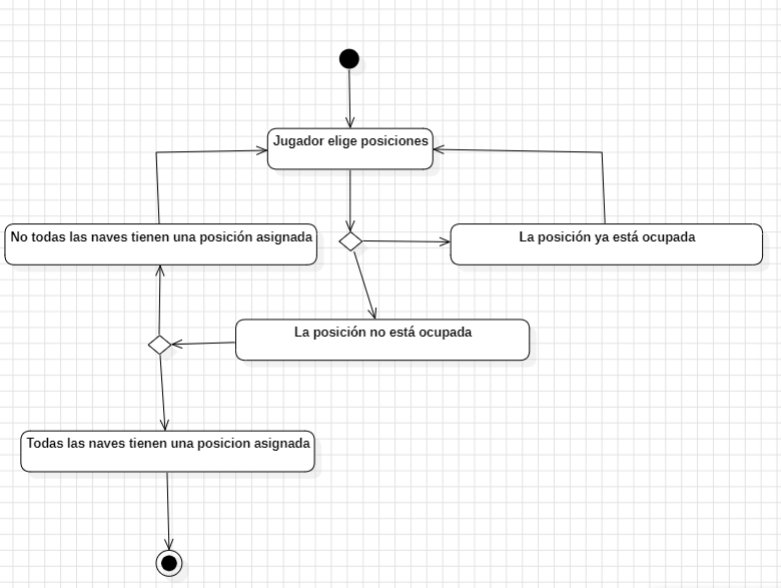 Jugador elige posiciones
No todas las naves tienen una posición asignada
La posición ya está ocupada
La posición no está ocupada
Todas las naves tienen una posicion asignada